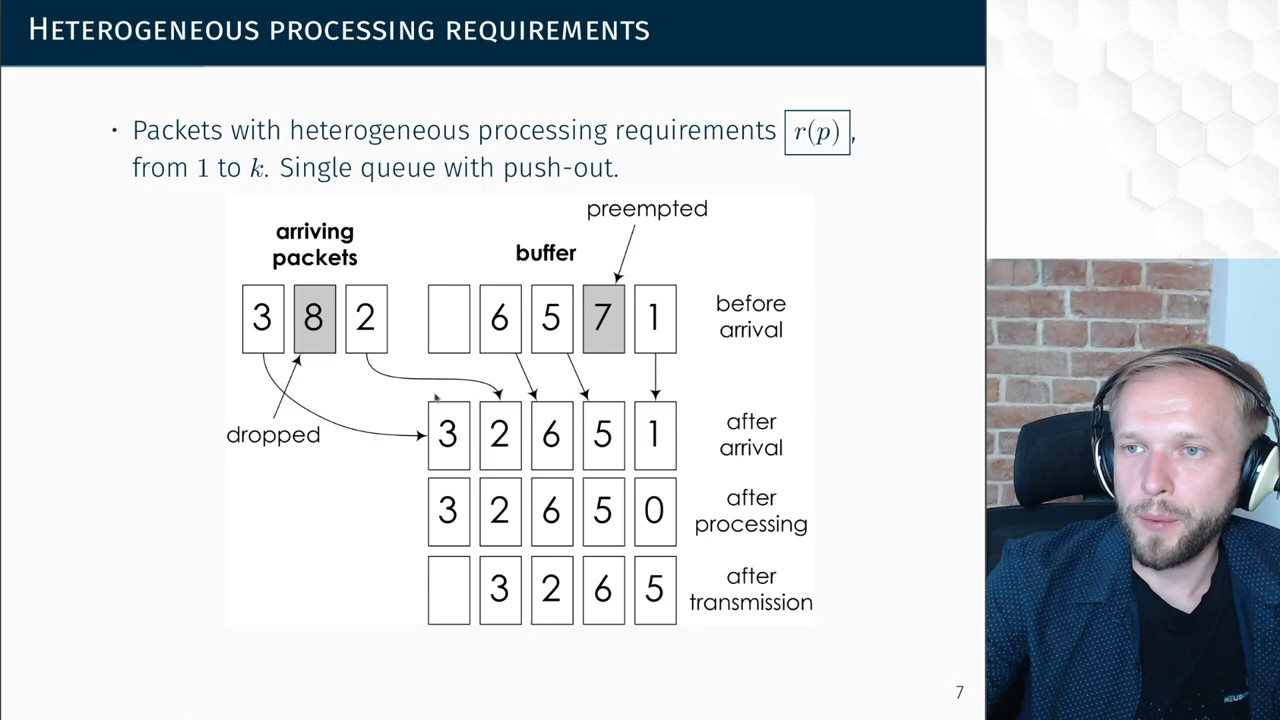 HETEROGENEOUS PROCESSING REQUIREMENTS
• Packets with heterogeneous processing requirements r(p),
from 1 to k. Single queue with push-out.
preempted
arriving
packets
buffer
3 8 2 6 5 7 1
before
arrival
dropped
3 2 6 5 1
after
arrival
3 2 6 5 0
after
processing
3 2 6 5
after
transmission
7